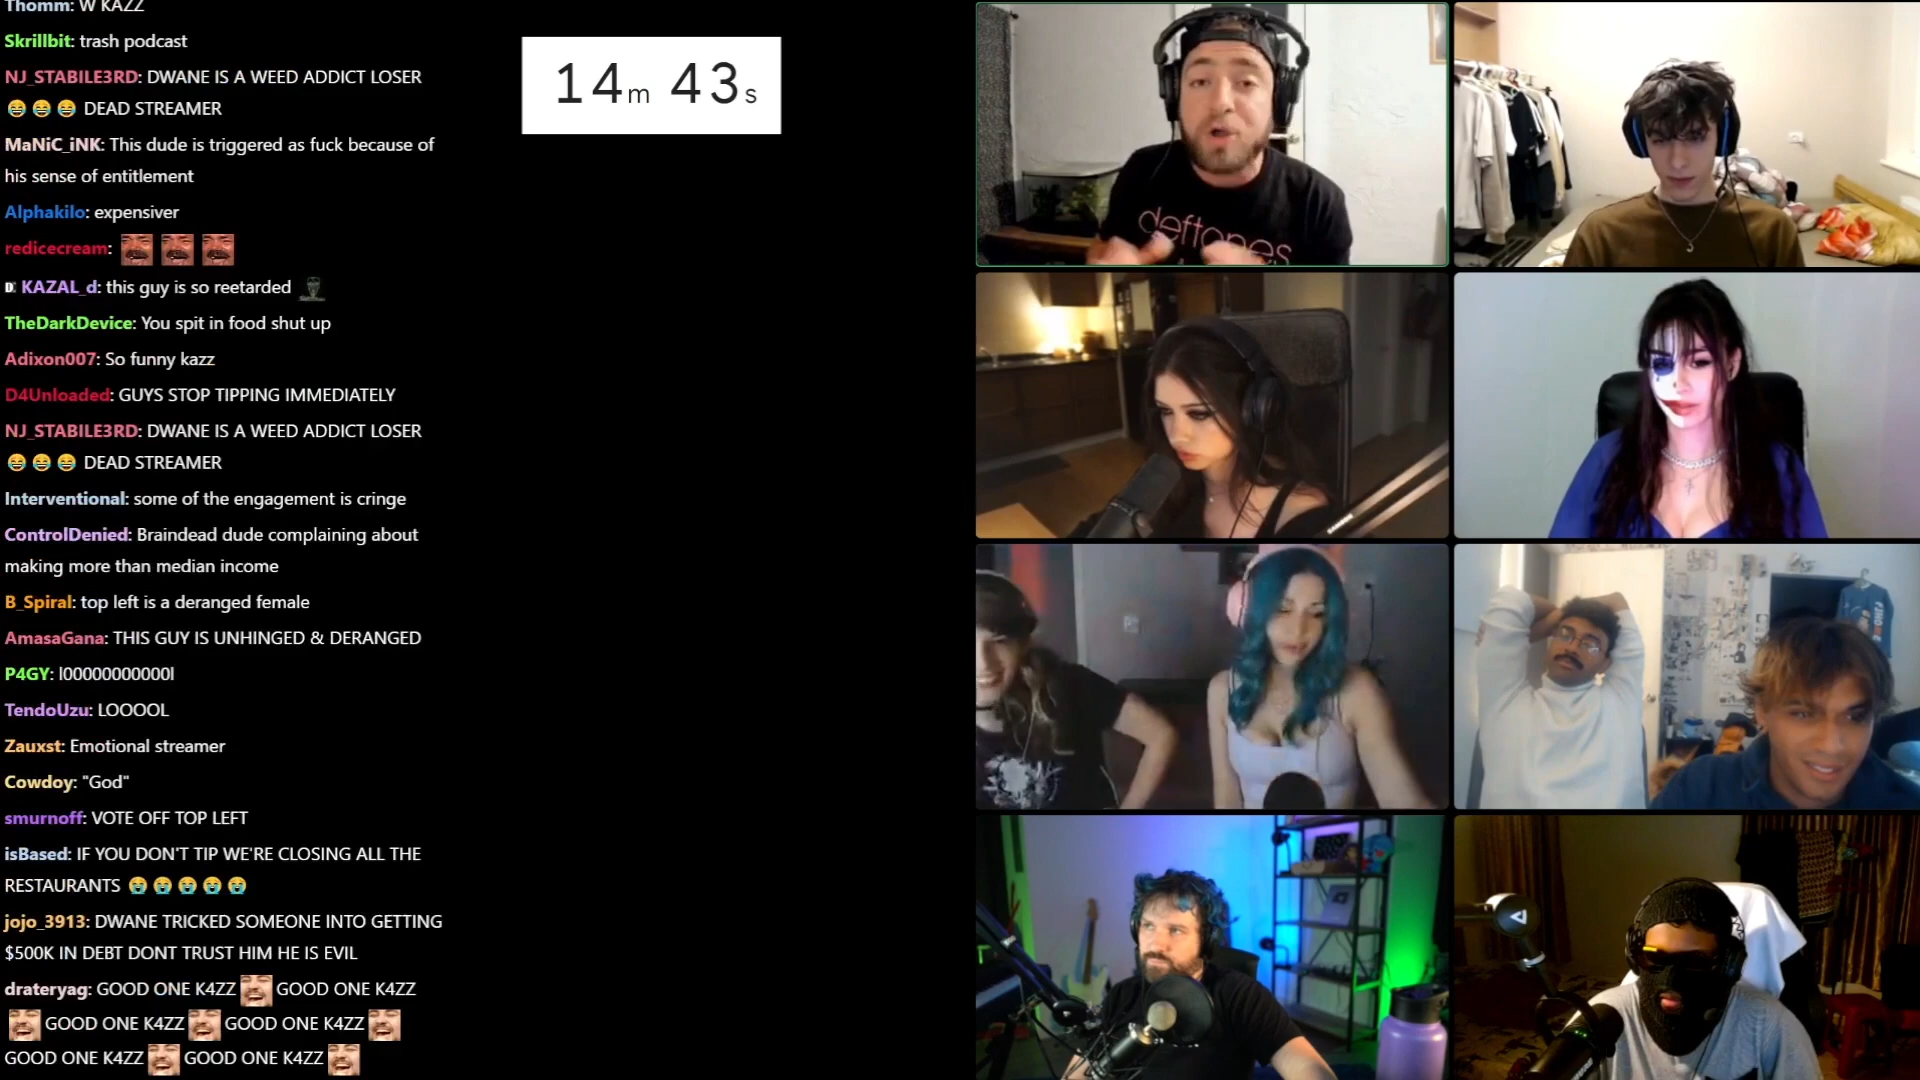 Thomm: W KAZZ
Skrillbit: trash podcast
NJ_STABILE3RD: DWANE IS A WEED ADDICT LOSER
😂 😂 😂 DEAD STREAMER
MaNiC_iNK: This dude is triggered as fuck because of
his sense of entitlement
Alphakilo: expensiver
redicecream:
KAZAL_d: this guy is so reetarded
TheDarkDevice: You spit in food shut up
Adixon007: So funny kazz
D4Unloaded: GUYS STOP TIPPING IMMEDIATELY
NJ_STABILE3RD: DWANE IS A WEED ADDICT LOSER
😂 😂 😂 DEAD STREAMER
Interventional: some of the engagement is cringe
ControlDenied: Braindead dude complaining about
making more than median income
B_Spiral: top left is a deranged female
AmasaGana: THIS GUY IS UNHINGED & DERANGED
P4GY: l00000000000l
TendoUzu: LOOOOL
Zauxst: Emotional streamer
Cowdoy: "God"
smurnoff: VOTE OFF TOP LEFT
isBased: IF YOU DON'T TIP WE'RE CLOSING ALL THE
RESTAURANTS 😭 😭 😭 😭 😭
jojo_3913: DWANE TRICKED SOMEONE INTO GETTING
$500K IN DEBT DONT TRUST HIM HE IS EVIL
drateryag: GOOD ONE K4ZZ GOOD ONE K4ZZ
GOOD ONE K4ZZ GOOD ONE K4ZZ
GOOD ONE K4ZZ GOOD ONE K4ZZ
14m 43s
deftones